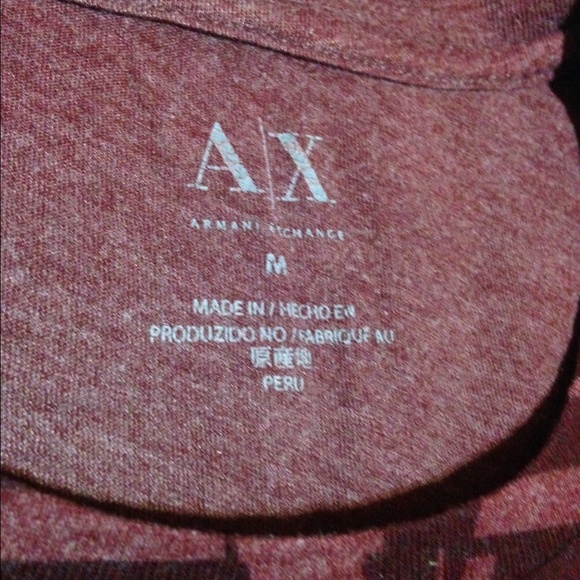 A|X
ARMANI EXCHANGE
M
MADE IN / HECHO EN
PRODUZIDO NO / FABRIQUE AU
原産地
PERU